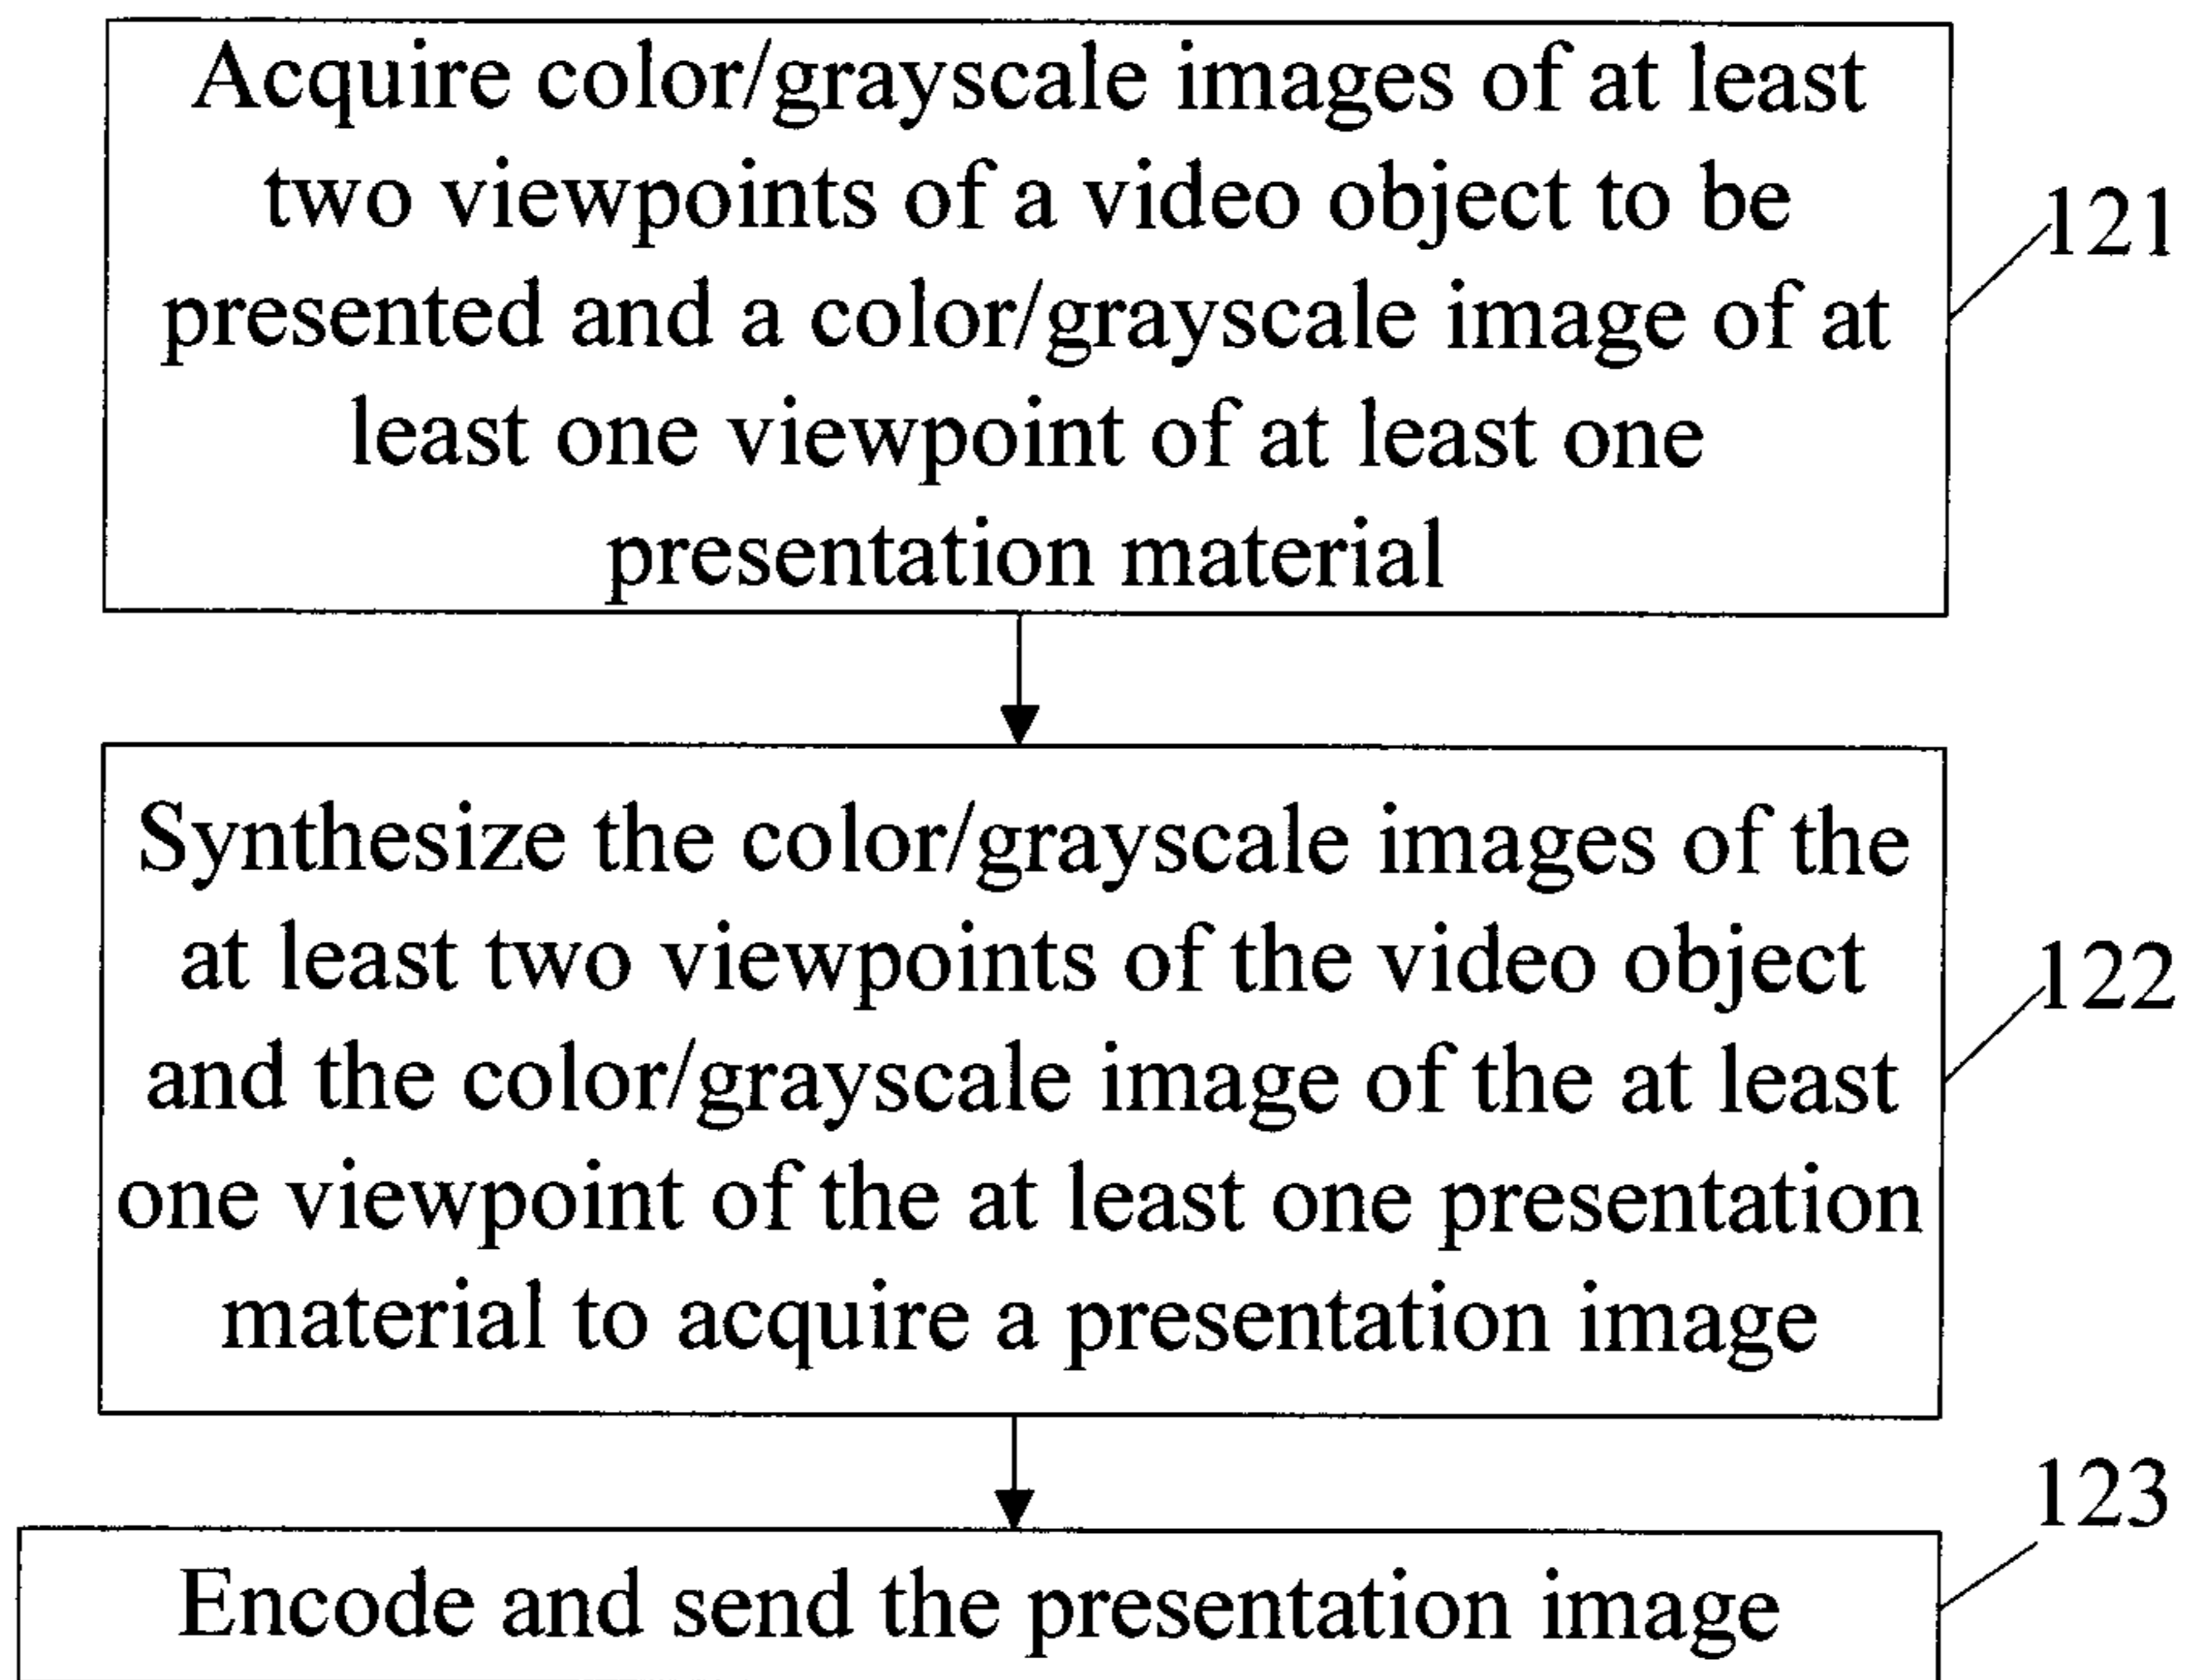 Acquire color/grayscale images of at least
two viewpoints of a video object to be
presented and a color/grayscale image of at
least one viewpoint of at least one
presentation material
121
Synthesize the color/grayscale images of the
at least two viewpoints of the video object
and the color/grayscale image of the at least
one viewpoint of the at least one presentation
material to acquire a presentation image
122
Encode and send the presentation image
123